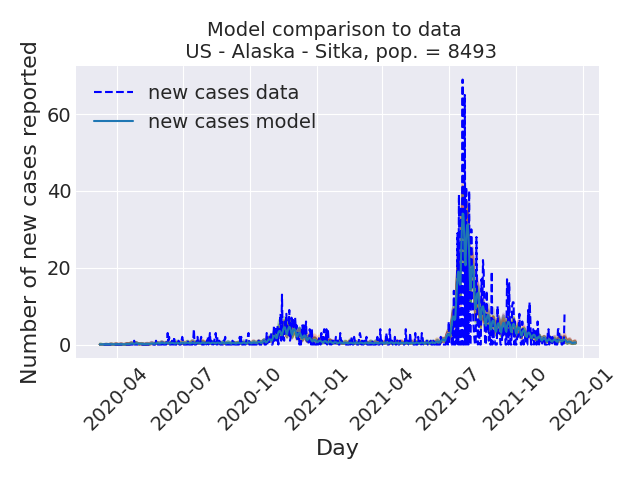 Model comparison to data
US - Alaska - Sitka, pop. = 8493
new cases data
new cases model
Number of new cases reported
60
40
20
0
2020-04
2020-07
2020-10
2021-01
2021-04
2021-07
2021-10
2022-01
Day